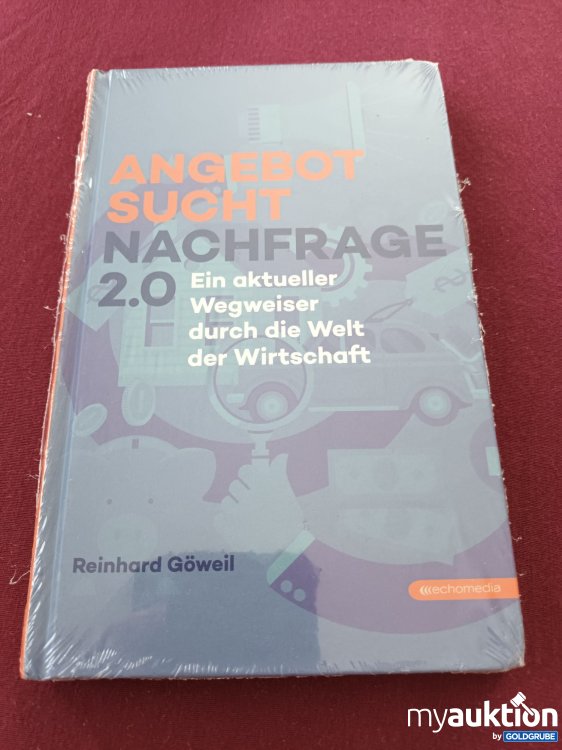 ANGEBOT
SUCHT
NACHFRAGE
2.0
Ein aktueller
Wegweiser
durch die Welt
der Wirtschaft
Reinhard Göweil
echomedia
myauktion
by GOLDGRUBE